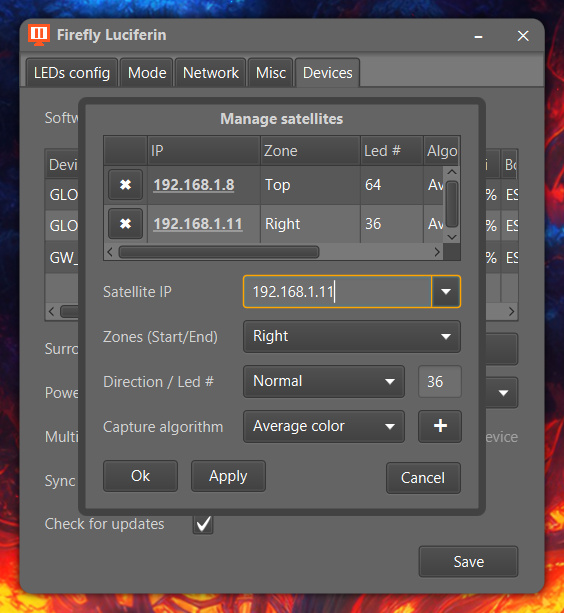 Firefly Luciferin
LEDs config Mode Network Misc Devices
Softw
Manage satellites
IP Zone Led # Algo
192.168.1.8 Top 64 Av
192.168.1.11 Right 36 Av
Devi i Bo
GLO % ES
GLO % ES
GW_ % ES
Satellite IP 192.168.1.11
Zones (Start/End) Right
Surro
Direction / Led # Normal 36
Powe
Capture algorithm Average color +
Multi evice
Ok Apply Cancel
Sync
Check for updates
Save